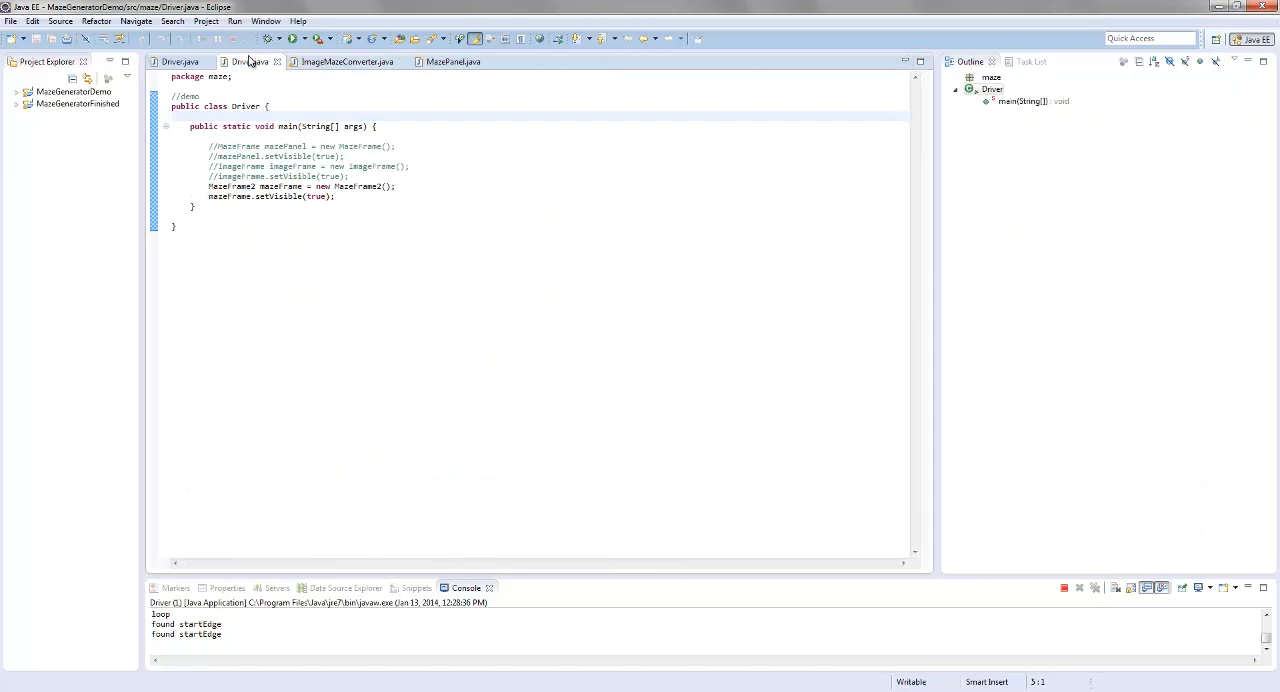 Java EE - MazeGeneratorDemo/src/maze/Driver.java - Eclipse
File Edit Source Refactor Navigate Search Project Run Window Help
Quick Access
Java EE
Project Explorer
MazeGeneratorDemo
MazeGeneratorFinished
Driver.java Driver.java ImageMazeConverter.java MazePanel.java
package maze;
//demo
public class Driver {
public static void main(String[] args) {
//MazeFrame mazePanel = new MazeFrame();
//mazePanel.setVisible(true);
//ImageFrame imageFrame = new ImageFrame();
//imageFrame.setVisible(true);
MazeFrame2 mazeFrame = new MazeFrame2();
mazeFrame.setVisible(true);
}
}
Outline Task List
maze
Driver
main(String[]) : void
Markers Properties Servers Data Source Explorer Snippets Console
Driver (1) [Java Application] C:\Program Files\Java\jre7\bin\javaw.exe (Jan 13, 2014, 12:28:36 PM)
loop
found startEdge
found startEdge
Writable Smart Insert 5 : 1